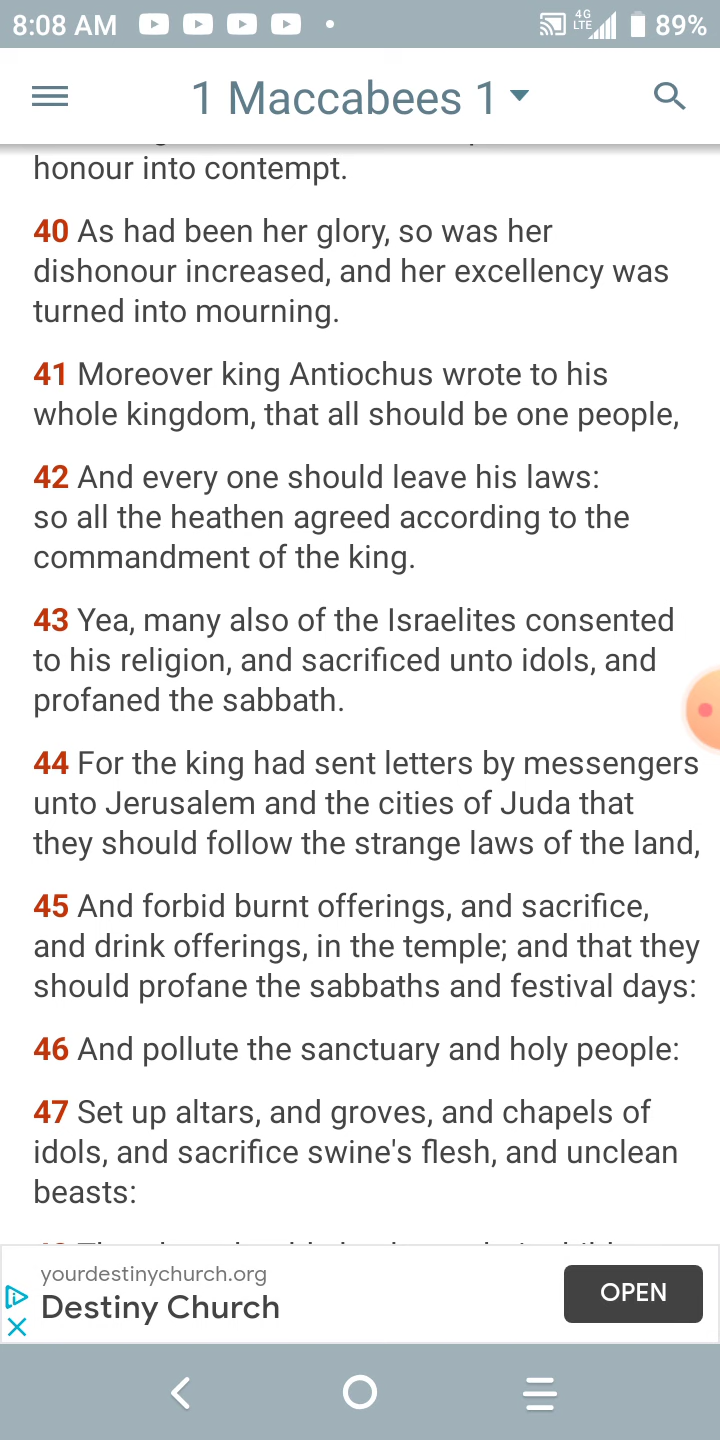 8:08 AM
4G
LTE
89%
1 Maccabees 1
honour into contempt.
40 As had been her glory, so was her
dishonour increased, and her excellency was
turned into mourning.
41 Moreover king Antiochus wrote to his
whole kingdom, that all should be one people,
42 And every one should leave his laws:
so all the heathen agreed according to the
commandment of the king.
43 Yea, many also of the Israelites consented
to his religion, and sacrificed unto idols, and
profaned the sabbath.
44 For the king had sent letters by messengers
unto Jerusalem and the cities of Juda that
they should follow the strange laws of the land,
45 And forbid burnt offerings, and sacrifice,
and drink offerings, in the temple; and that they
should profane the sabbaths and festival days:
46 And pollute the sanctuary and holy people:
47 Set up altars, and groves, and chapels of
idols, and sacrifice swine's flesh, and unclean
beasts:
yourdestinychurch.org
Destiny Church
OPEN